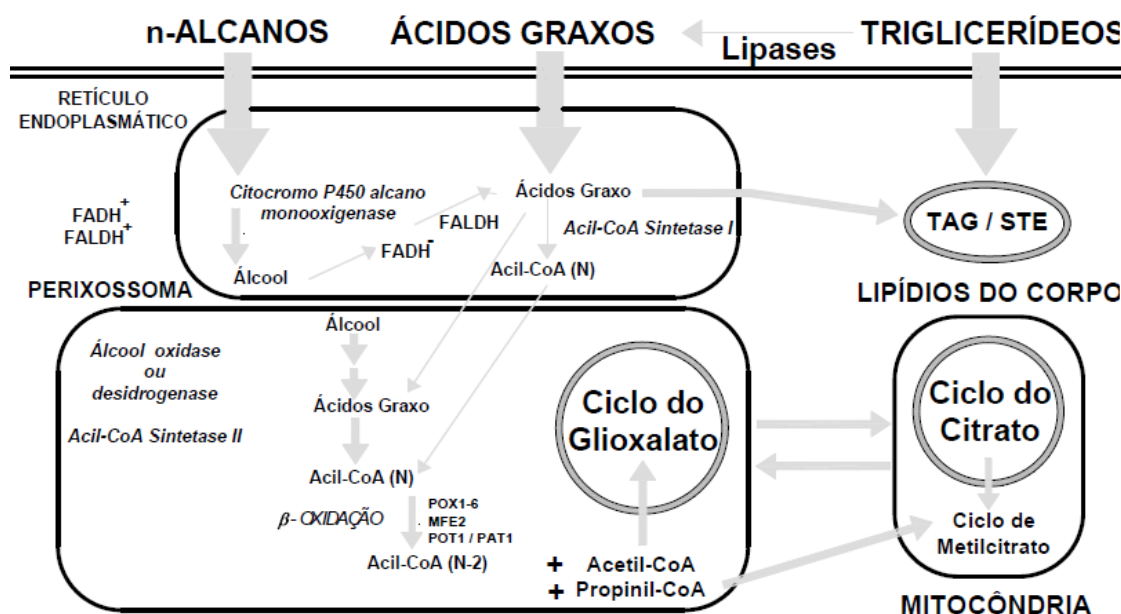 n-ALCANOS
ÁCIDOS GRAXOS
Lipases
TRIGLICERÍDEOS
RETÍCULO
ENDOPLASMÁTICO
FADH+
FALDH+
Citocromo P450 alcano
monooxigenase
Álcool
FADH-
FALDH
Ácidos Graxo
Acil-CoA Sintetase I
Acil-CoA (N)
TAG / STE
LIPÍDIOS DO CORPO
PERIXOSSOMA
Álcool oxidase
ou
desidrogenase
Acil-CoA Sintetase II
Álcool
Ácidos Graxo
Acil-CoA (N)
β- OXIDAÇÃO
POX1-6
MFE2
POT1 / PAT1
Acil-CoA (N-2)
Ciclo do
Glioxalato
+ Acetil-CoA
+ Propinil-CoA
Ciclo do
Citrato
Ciclo de
Metilcitrato
MITOCÔNDRIA